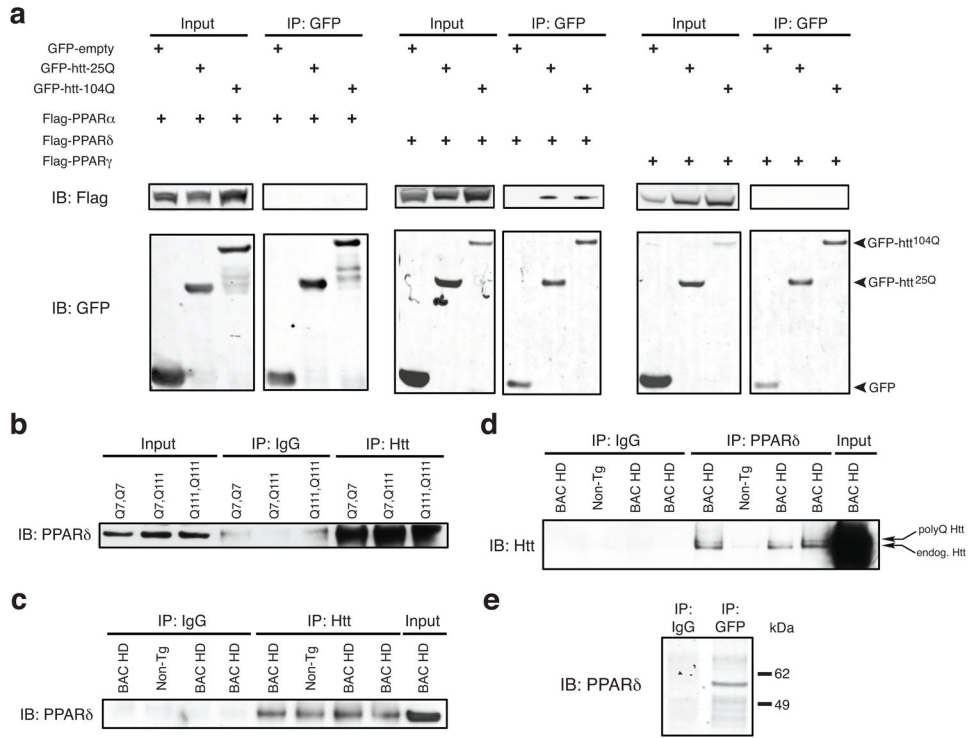 a
Input IP: GFP Input IP: GFP Input IP: GFP
GFP-empty + + + + + +
GFP-htt-25Q + + + + + +
GFP-htt-104Q + + + + + +
Flag-PPARα + + + + + +
Flag-PPARδ + + + + + +
Flag-PPARγ + + + + + +
IB: Flag
GFP-htt104Q
GFP-htt25Q
IB: GFP
GFP
b
Input IP: IgG IP: Htt
Q7,Q7 Q7,Q111 Q111,Q111 Q7,Q7 Q7,Q111 Q111,Q111 Q7,Q7 Q7,Q111 Q111,Q111
IB: PPARδ
c
IP: IgG IP: Htt Input
BAC HD Non-Tg BAC HD BAC HD BAC HD Non-Tg BAC HD BAC HD BAC HD
IB: PPARδ
d
IP: IgG IP: PPARδ Input
BAC HD Non-Tg BAC HD BAC HD BAC HD Non-Tg BAC HD BAC HD BAC HD
polyQ Htt
IB: Htt
endog. Htt
e
IP: IgG IP: GFP kDa
62
IB: PPARδ
49